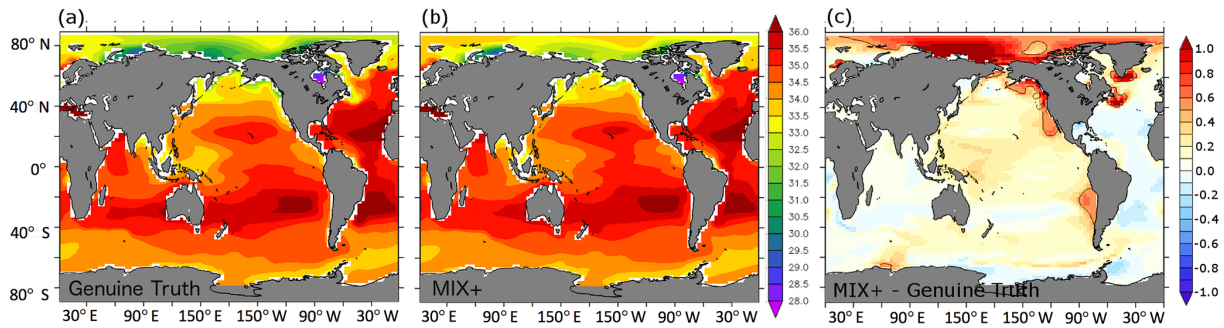 (a)
(b)
(c)
80° N
40° N
0°
40° S
80° S
Genuine Truth
MIX+
MIX+ - Genuine Truth
30° E
90° E
150° E
150° W
90° W
30° W
30° E
90° E
150° E
150° W
90° W
30° W
30° E
90° E
150° E
150° W
90° W
30° W
36.0
35.5
35.0
34.5
34.0
33.5
33.0
32.5
32.0
31.5
31.0
30.5
30.0
29.5
29.0
28.5
28.0
1.0
0.8
0.6
0.4
0.2
0.0
-0.2
-0.4
-0.6
-0.8
-1.0